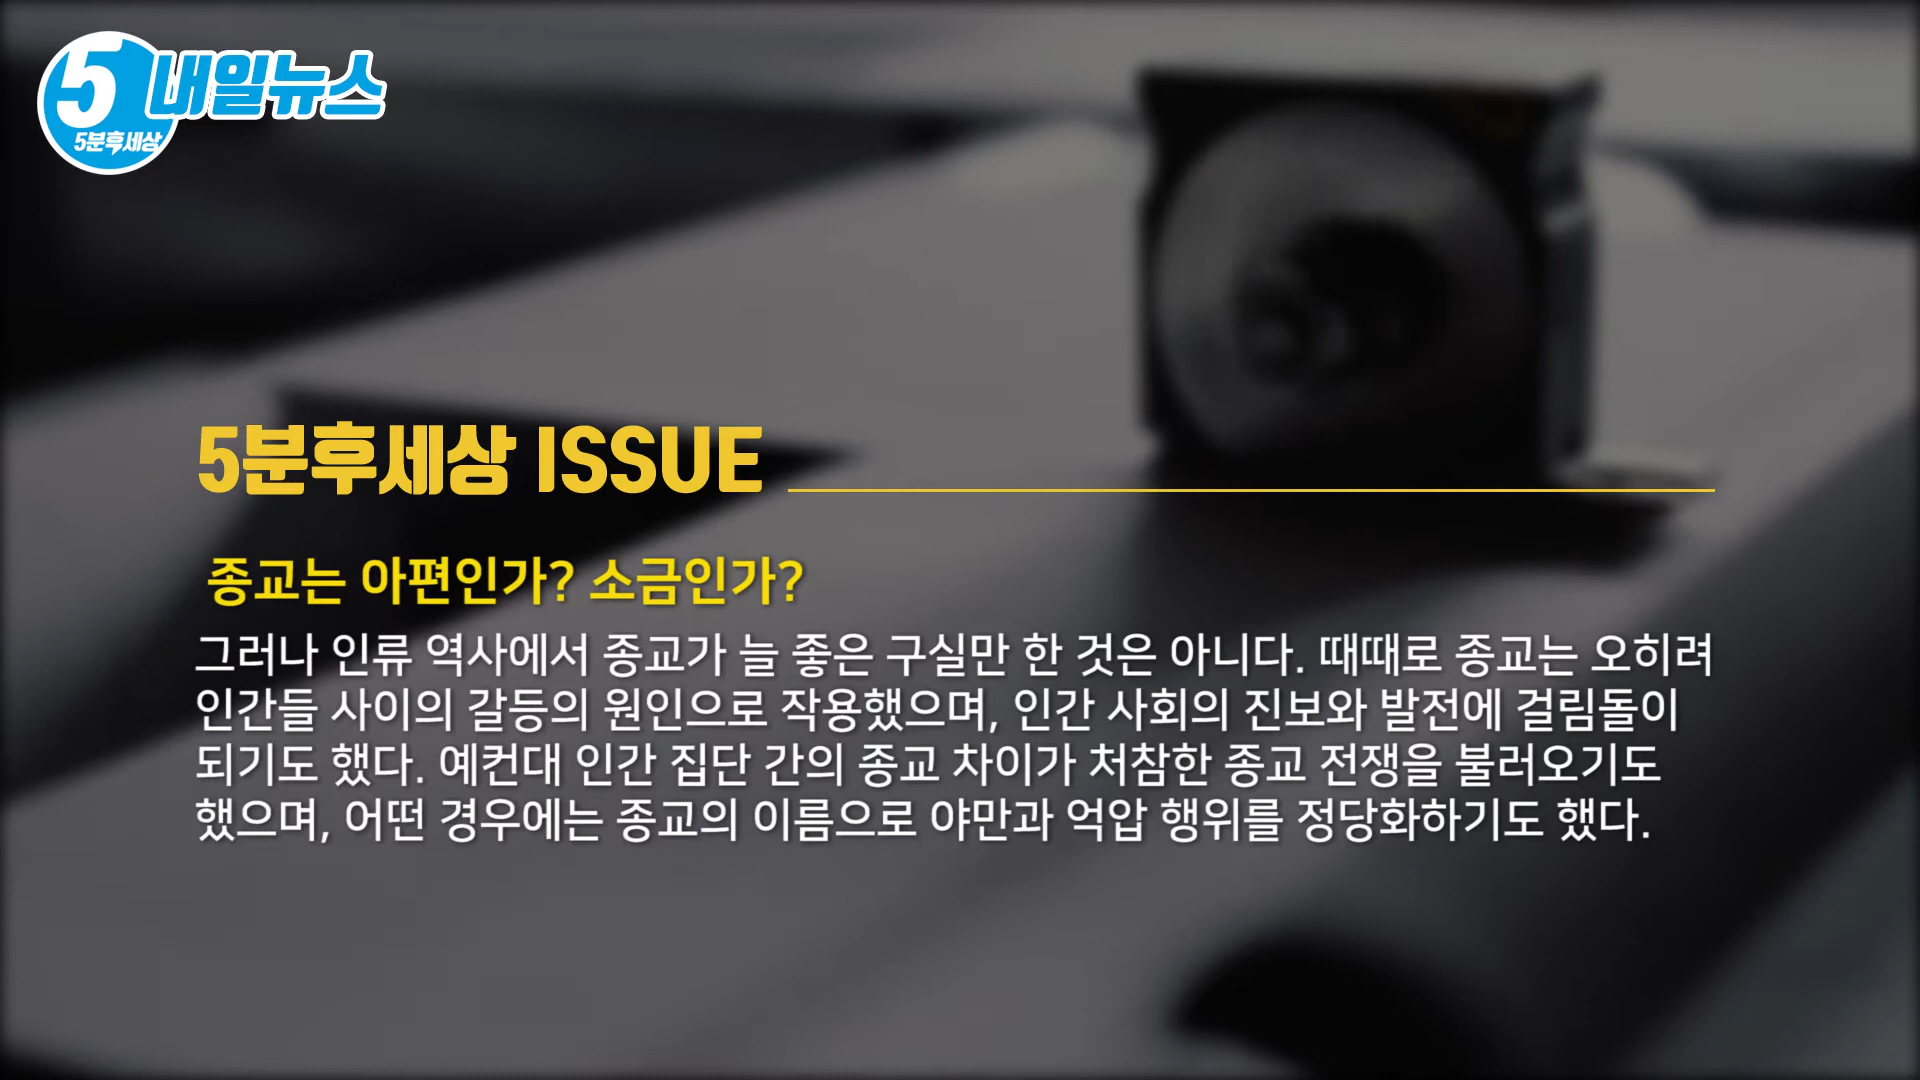 5 내일뉴스
5분후세상
5분후세상 ISSUE
종교는 아편인가? 소금인가?
그러나 인류 역사에서 종교가 늘 좋은 구실만 한 것은 아니다. 때때로 종교는 오히려
인간들 사이의 갈등의 원인으로 작용했으며, 인간 사회의 진보와 발전에 걸림돌이
되기도 했다. 예컨대 인간 집단 간의 종교 차이가 처참한 종교 전쟁을 불러오기도
했으며, 어떤 경우에는 종교의 이름으로 야만과 억압 행위를 정당화하기도 했다.